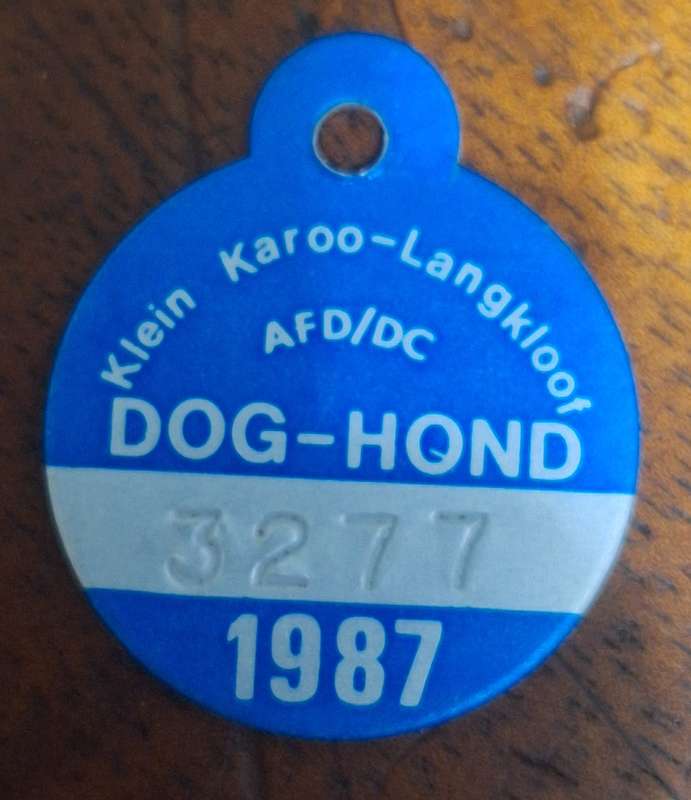 Klein Karoo-Langkloof
AFD/DC
DOG-HOND
3277
1987